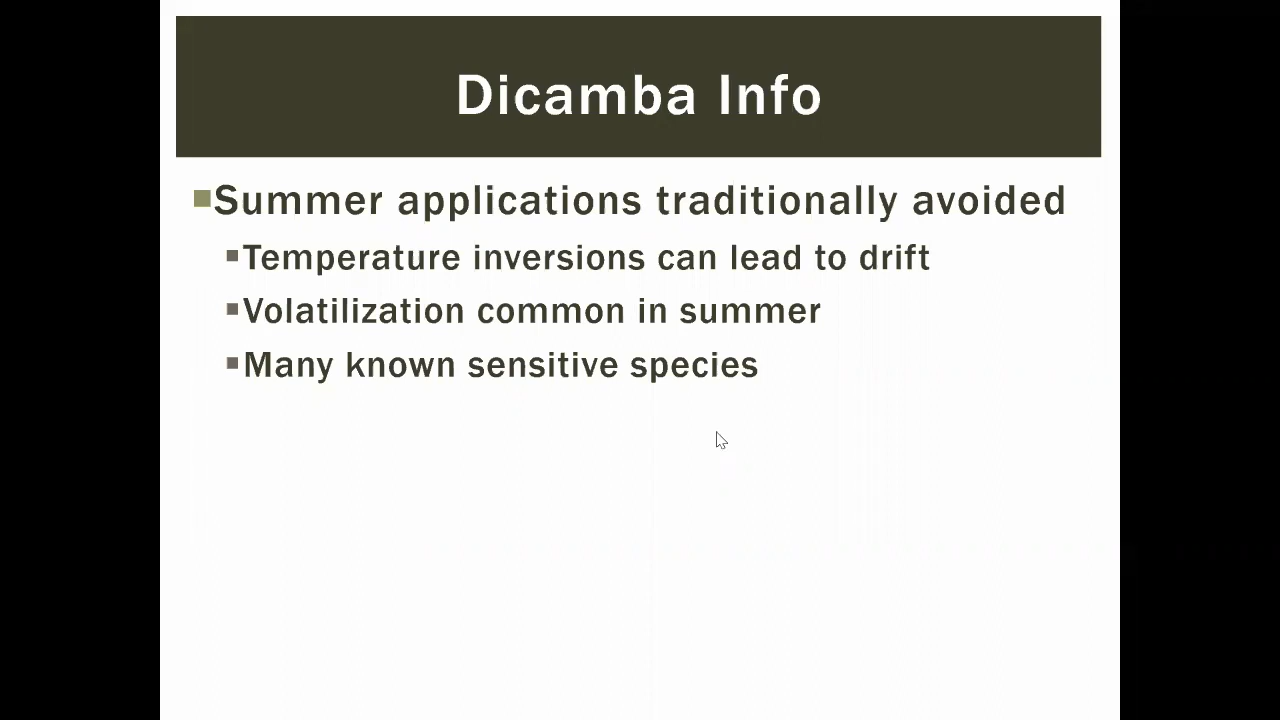 Dicamba Info
Summer applications traditionally avoided
Temperature inversions can lead to drift
Volatilization common in summer
Many known sensitive species